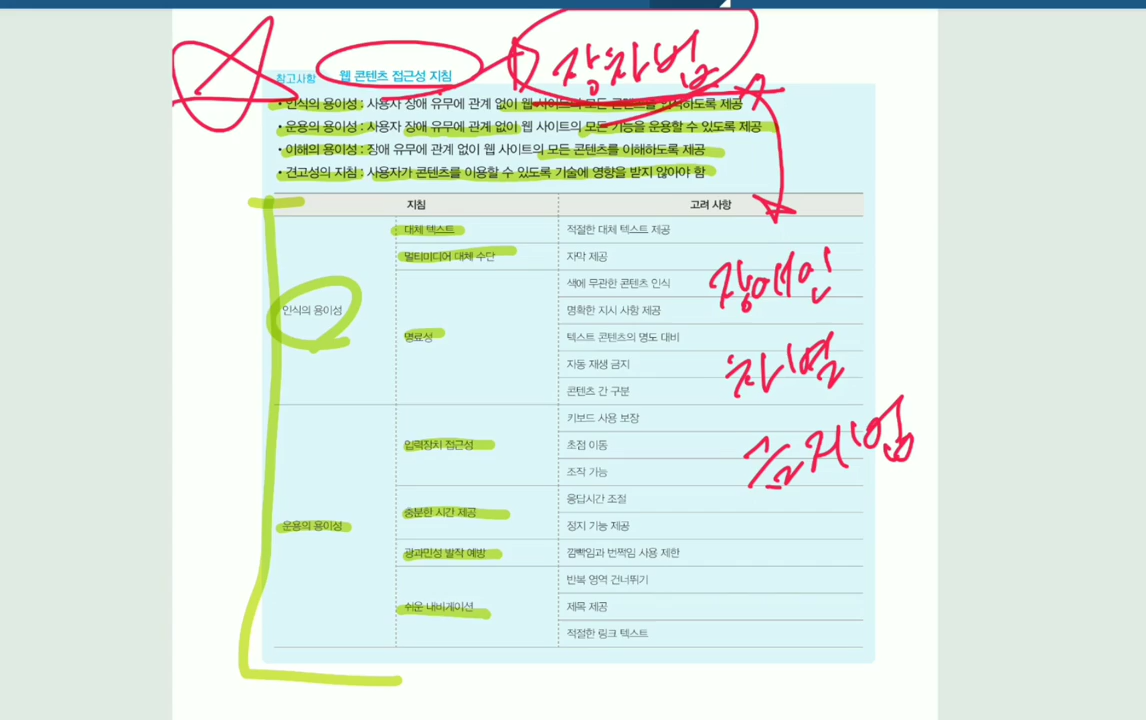 장차법
참고사항 웹 콘텐츠 접근성 지침
• 인식의 용이성 : 사용자 장애 유무에 관계 없이 웹 사이트의 모든 콘텐츠를 인식하도록 제공
• 운용의 용이성 : 사용자 장애 유무에 관계 없이 웹 사이트의 모든 기능을 운용할 수 있도록 제공
• 이해의 용이성 : 장애 유무에 관계 없이 웹 사이트의 모든 콘텐츠를 이해하도록 제공
• 견고성의 지침 : 사용자가 콘텐츠를 이용할 수 있도록 기술에 영향을 받지 않아야 함
지침 고려 사항
대체 텍스트 적절한 대체 텍스트 제공
멀티미디어 대체 수단 자막 제공
색에 무관한 콘텐츠 인식
장애인
인식의 용이성 명확한 지시 사항 제공
명료성 텍스트 콘텐츠의 명도 대비
자동 재생 금지
차별
콘텐츠 간 구분
키보드 사용 보장
입력장치 접근성 초점 이동
금지법
조작 가능
응답시간 조절
충분한 시간 제공
운용의 용이성 정지 기능 제공
광과민성 발작 예방 깜빡임과 번쩍임 사용 제한
반복 영역 건너뛰기
쉬운 내비게이션 제목 제공
적절한 링크 텍스트